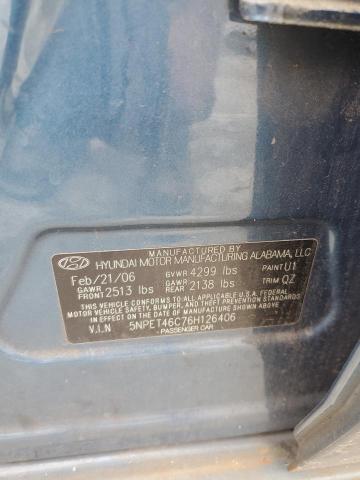 MANUFACTURED BY
HYUNDAI MOTOR MANUFACTURING ALABAMA, LLC
Feb/21/06 GVWR 4299 lbs PAINT U1
GAWR FRONT 2513 lbs GAWR REAR 2138 lbs TRIM QZ
THIS VEHICLE CONFORMS TO ALL APPLICABLE U.S.A. FEDERAL
MOTOR VEHICLE SAFETY, BUMPER, AND THEFT PREVENTION STANDARDS
IN EFFECT ON THE DATE OF MANUFACTURE SHOWN ABOVE.
V.I.N 5NPET46C76H126406
PASSENGER CAR